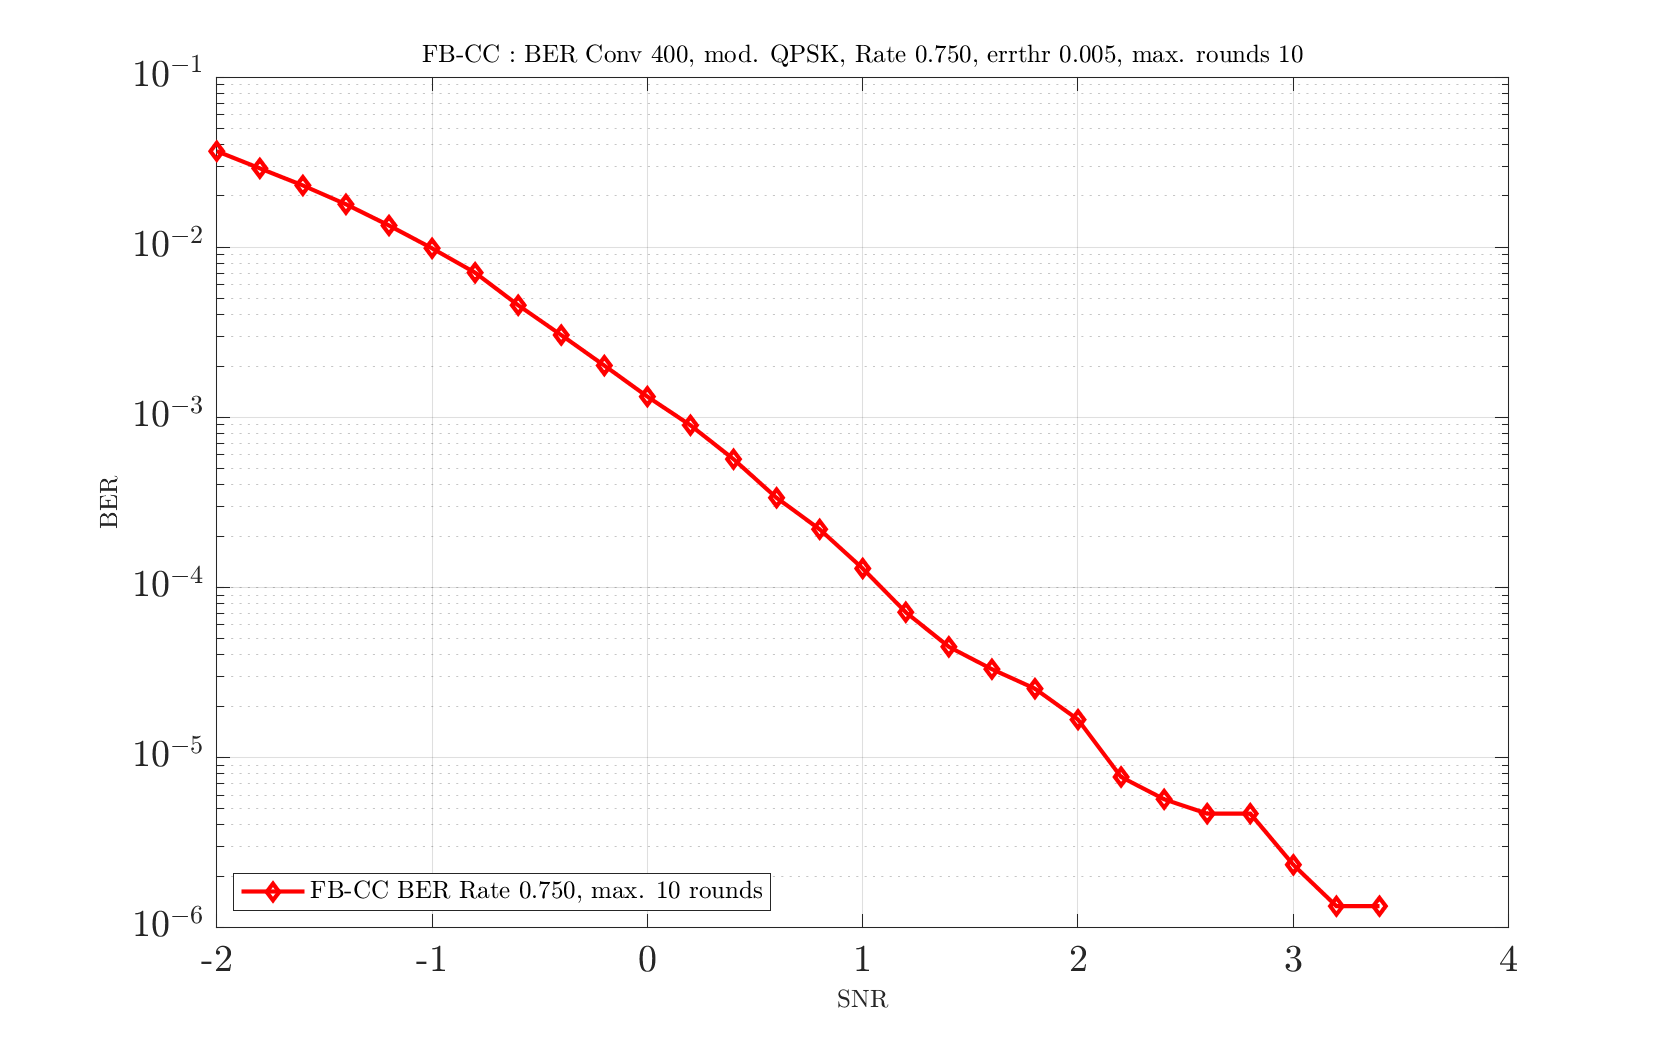 FB-CC : BER Conv 400, mod. QPSK, Rate 0.750, errthr 0.005, max. rounds 10
10^{-1}
10^{-2}
10^{-3}
10^{-4}
10^{-5}
10^{-6}
BER
FB-CC BER Rate 0.750, max. 10 rounds
-2 -1 0 1 2 3 4
SNR